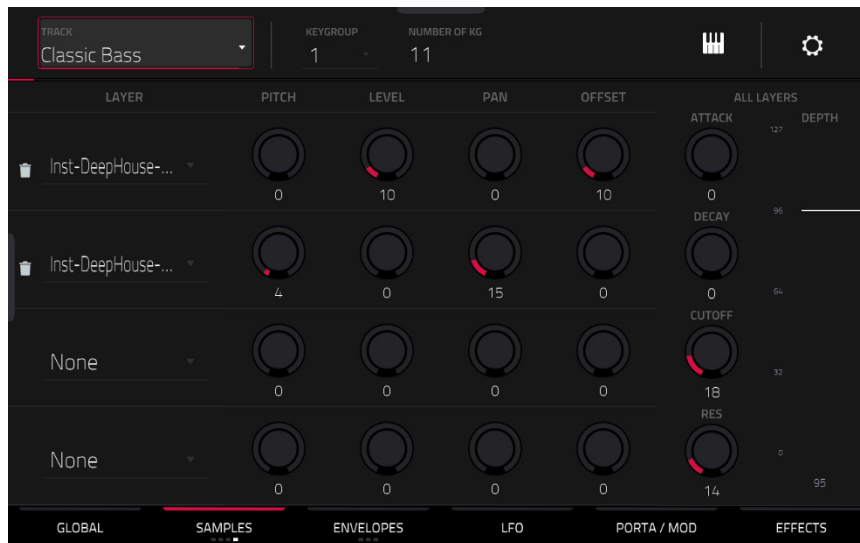 TRACK KEYGROUP NUMBER OF KG
Classic Bass 1 11
LAYER PITCH LEVEL PAN OFFSET ALL LAYERS
ATTACK DEPTH
127
Inst-DeepHouse-...
0 10 0 10 0
DECAY 96
Inst-DeepHouse-...
4 0 15 0 0 64
CUTOFF
None 32
0 0 0 0 18
RES
None 0
0 0 0 0 14 95
GLOBAL SAMPLES ENVELOPES LFO PORTA / MOD EFFECTS